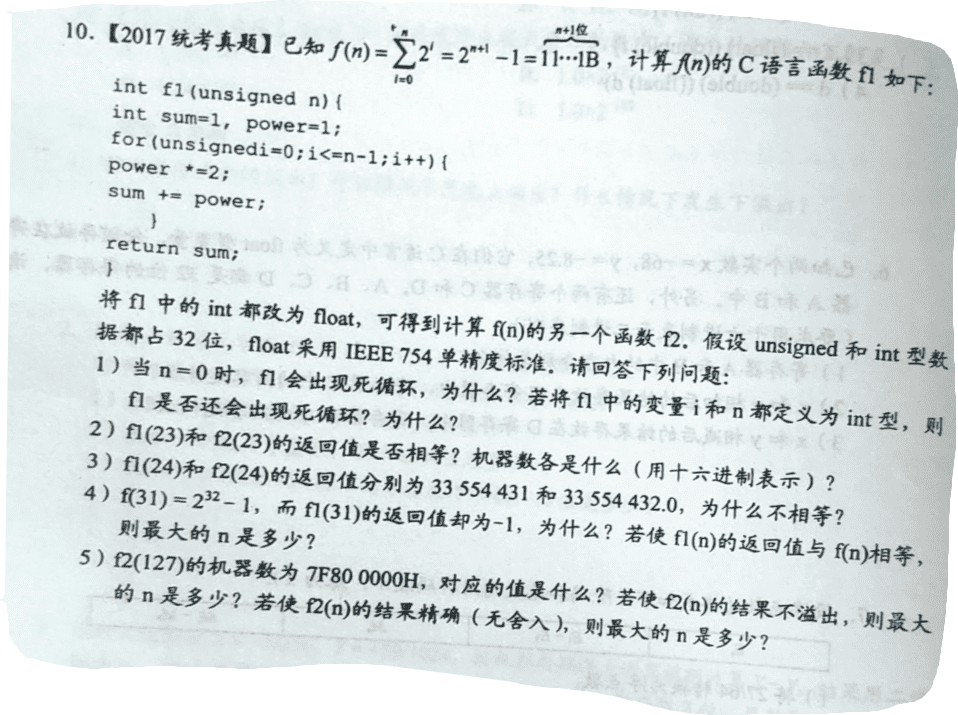 10.【2017 统考真题】已知 f(n)=∑_{i=0}^{n} 2^i = 2^{n+1} -1 = 11…1B（n+1位），计算 f(n)的 C 语言函数 f1 如下：
int f1(unsigned n){
int sum=1, power=1;
for(unsignedi=0;i<=n-1;i++){
power *=2;
sum += power;
}
return sum;
}
将 f1 中的 int 都改为 float，可得到计算 f(n)的另一个函数 f2。假设 unsigned 和 int 型数
据都占 32 位，float 采用 IEEE 754 单精度标准。请回答下列问题：
1）当 n = 0 时，f1 会出现死循环，为什么？若将 f1 中的变量 i 和 n 都定义为 int 型，则
f1 是否还会出现死循环？为什么？
2）f1(23)和 f2(23)的返回值是否相等？机器数各是什么（用十六进制表示）？
3）f1(24)和 f2(24)的返回值分别为 33 554 431 和 33 554 432.0，为什么不相等？
4）f(31) = 2^{32} - 1，而 f1(31)的返回值却为-1，为什么？若使 f1(n)的返回值与 f(n)相等，
则最大的 n 是多少？
5）f2(127)的机器数为 7F80 0000H，对应的值是什么？若使 f2(n)的结果不溢出，则最大
的 n 是多少？若使 f2(n)的结果精确（无舍入），则最大的 n 是多少？